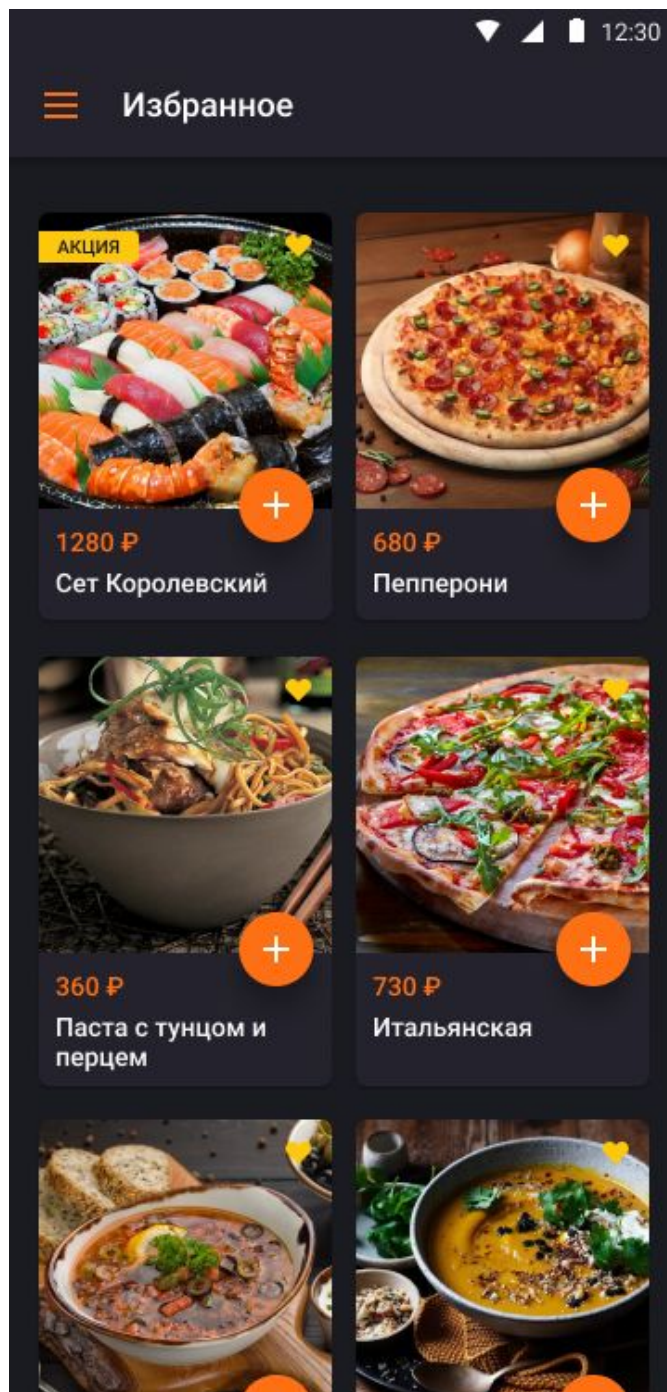 12:30
Избранное
АКЦИЯ
1280 ₽
Сет Королевский
680 ₽
Пепперони
360 ₽
Паста с тунцом и
перцем
730 ₽
Итальянская